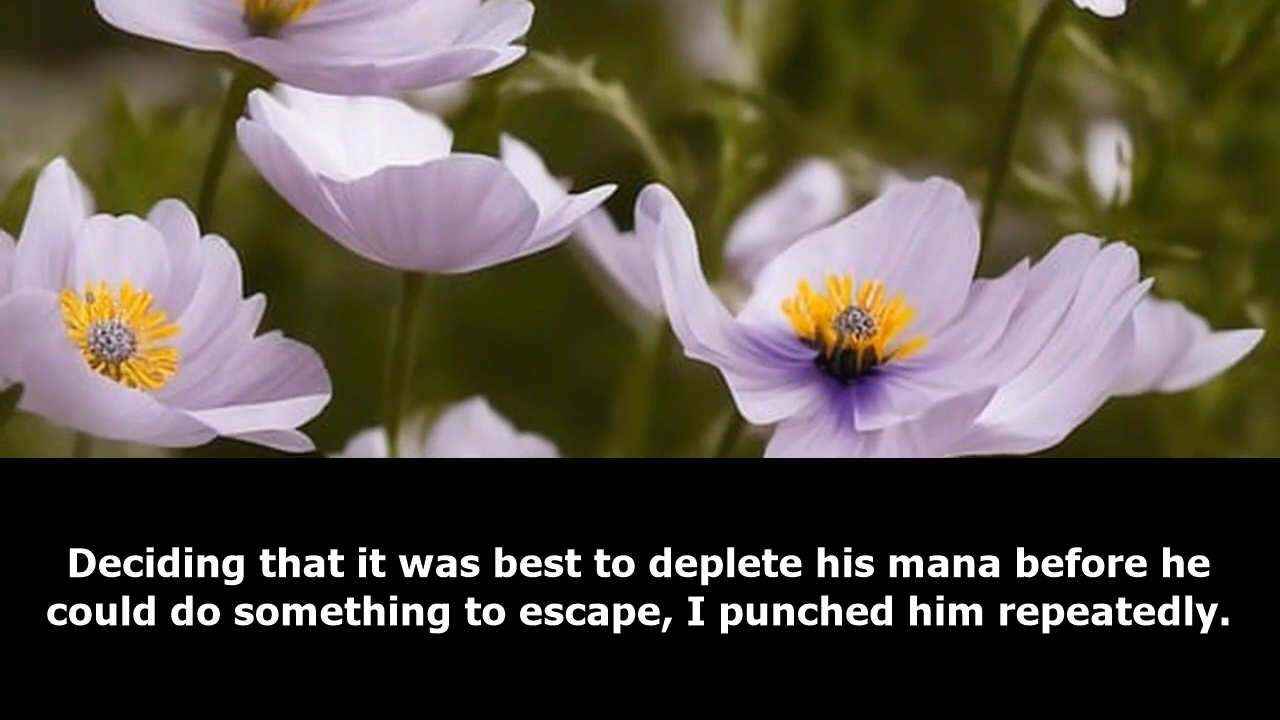 Deciding that it was best to deplete his mana before he
could do something to escape, I punched him repeatedly.